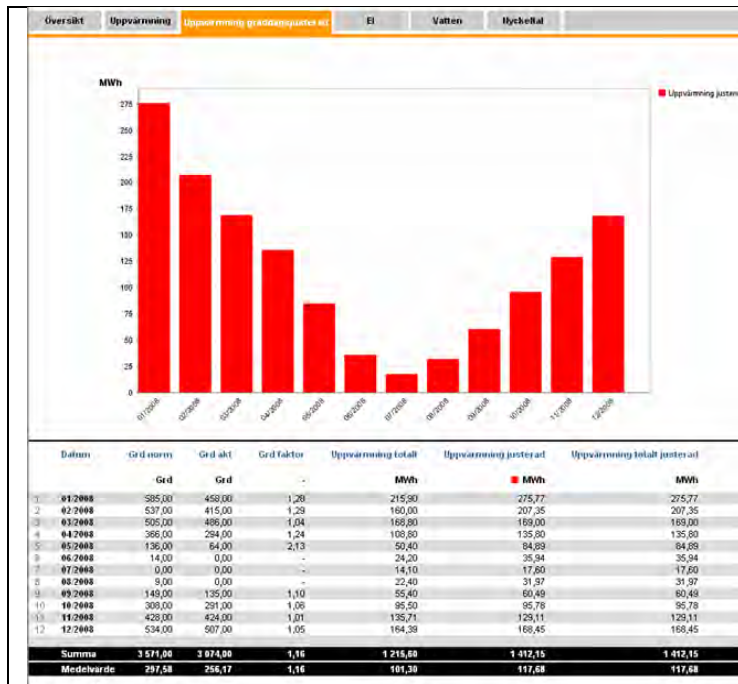 Översikt Uppvärmning Uppvärmning graddagsjusterad El Vatten Nyckeltal
MWh
Uppvärmning justerad
275
250
225
200
175
150
125
100
75
50
25
0
01/2008 02/2008 03/2008 04/2008 05/2008 06/2008 07/2008 08/2008 09/2008 10/2008 11/2008 12/2008
Datum Grd norm Grd akt Grd faktor Uppvärmning totalt Uppvärmning justerad Uppvärmning totalt justerad
Grd Grd - MWh MWh MWh
1 01/2008 585,00 458,00 1,28 215,90 275,77 275,77
2 02/2008 537,00 415,00 1,29 160,00 207,35 207,35
3 03/2008 505,00 486,00 1,04 168,80 169,00 169,00
4 04/2008 366,00 294,00 1,24 108,80 135,80 135,80
5 05/2008 136,00 64,00 2,13 50,40 84,89 84,89
6 06/2008 14,00 0,00 - 24,20 35,94 35,94
7 07/2008 0,00 0,00 - 14,10 17,60 17,60
8 08/2008 9,00 0,00 - 22,40 31,97 31,97
9 09/2008 149,00 135,00 1,10 55,40 60,49 60,49
10 10/2008 308,00 291,00 1,06 95,50 95,78 95,78
11 11/2008 428,00 424,00 1,01 135,71 129,11 129,11
12 12/2008 534,00 507,00 1,05 164,39 168,45 168,45
Summa 3 571,00 3 074,00 1,16 1 215,60 1 412,15 1 412,15
Medelvärde 297,58 256,17 1,16 101,30 117,68 117,68